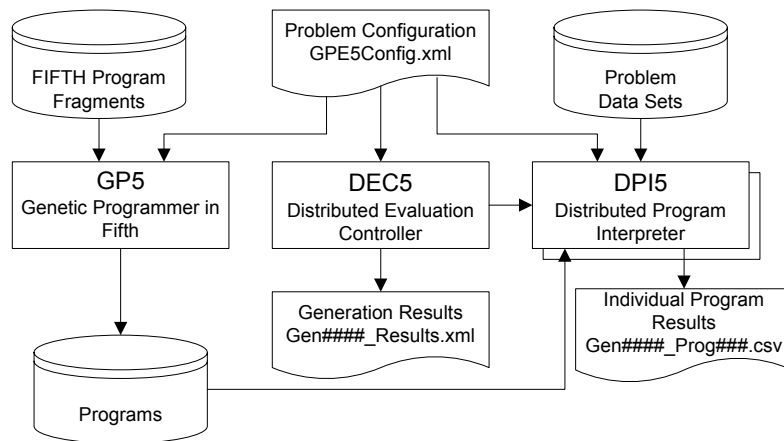 FIFTH Program
Fragments
Problem Configuration
GPE5Config.xml
Problem
Data Sets
GP5
Genetic Programmer in
Fifth
DEC5
Distributed Evaluation
Controller
DPI5
Distributed Program
Interpreter
Generation Results
Gen####_Results.xml
Individual Program
Results
Gen####_Prog###.csv
Programs